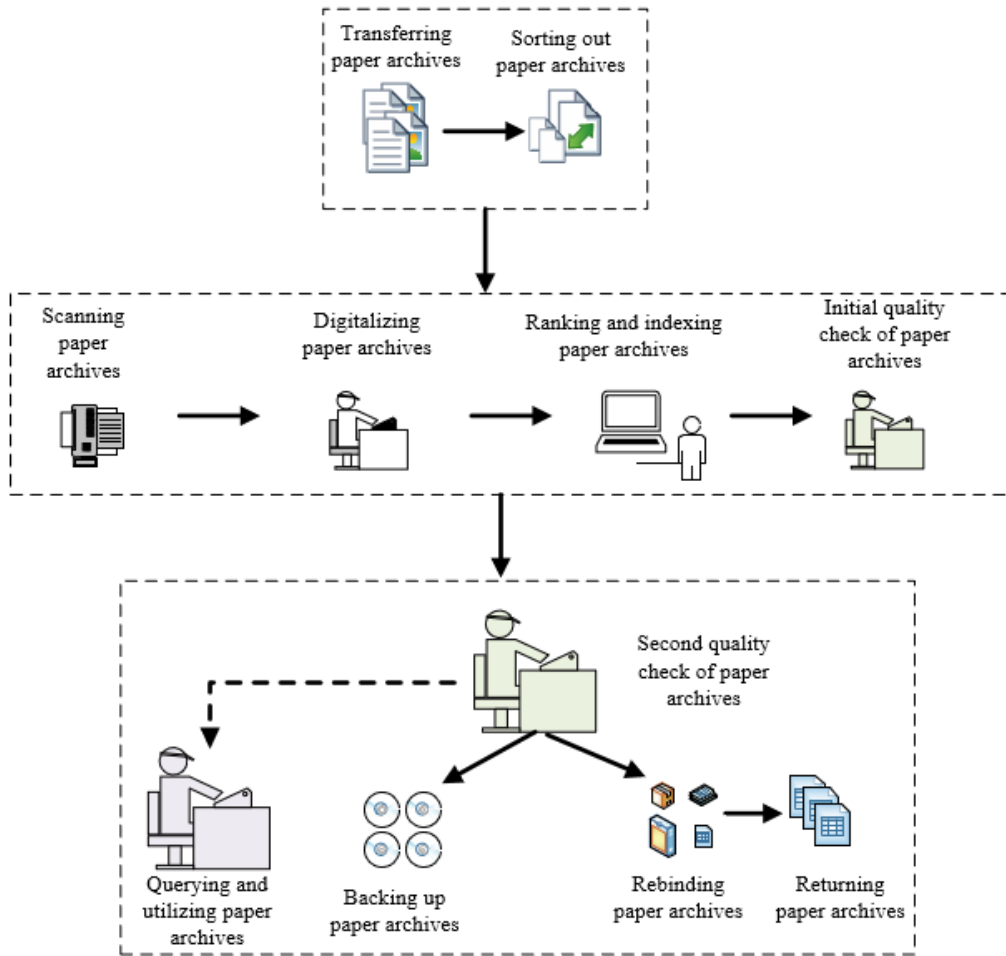 Transferring
paper archives
Sorting out
paper archives
Scanning
paper
archives
Digitalizing
paper archives
Ranking and indexing
paper archives
Initial quality
check of paper
archives
Second quality
check of paper
archives
Querying and
utilizing paper
archives
Backing up
paper archives
Rebinding
paper archives
Returning
paper archives